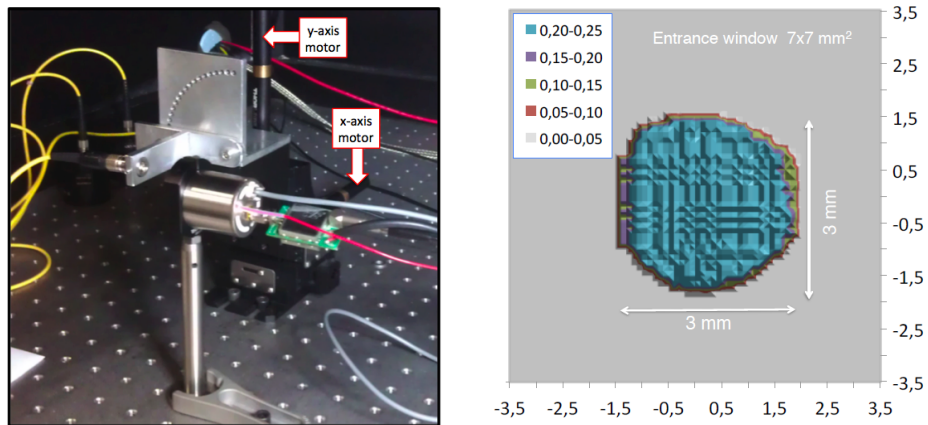 y-axis
motor
x-axis
motor
0,20-0,25
0,15-0,20
0,10-0,15
0,05-0,10
0,00-0,05
Entrance window 7x7 mm²
3 mm
3 mm
3,5
2,5
1,5
0,5
-0,5
-1,5
-2,5
-3,5
-3,5 -2,5 -1,5 -0,5 0,5 1,5 2,5 3,5